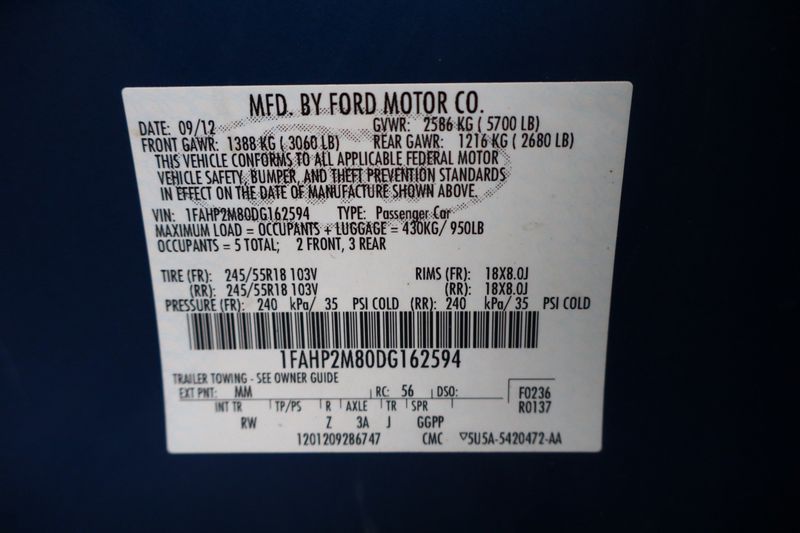 MFD. BY FORD MOTOR CO.
DATE: 09/12 GVWR: 2586 KG ( 5700 LB)
FRONT GAWR: 1388 KG ( 3060 LB) REAR GAWR: 1216 KG ( 2680 LB)
THIS VEHICLE CONFORMS TO ALL APPLICABLE FEDERAL MOTOR
VEHICLE SAFETY, BUMPER, AND THEFT PREVENTION STANDARDS
IN EFFECT ON THE DATE OF MANUFACTURE SHOWN ABOVE.
VIN: 1FAHP2M80DG162594 TYPE: Passenger Car
MAXIMUM LOAD = OCCUPANTS + LUGGAGE = 430KG/ 950LB
OCCUPANTS = 5 TOTAL; 2 FRONT, 3 REAR
TIRE (FR): 245/55R18 103V RIMS (FR): 18X8.0J
(RR): 245/55R18 103V (RR): 18X8.0J
PRESSURE (FR): 240 kPa/ 35 PSI COLD (RR): 240 kPa/ 35 PSI COLD
1FAHP2M80DG162594
TRAILER TOWING - SEE OWNER GUIDE
EXT PNT: MM RC: 56 DSO: F0236
INT TR TP/PS R AXLE TR SPR R0137
RW Z 3A J GGPP
1201209286747 CMC ▽5U5A-5420472-AA